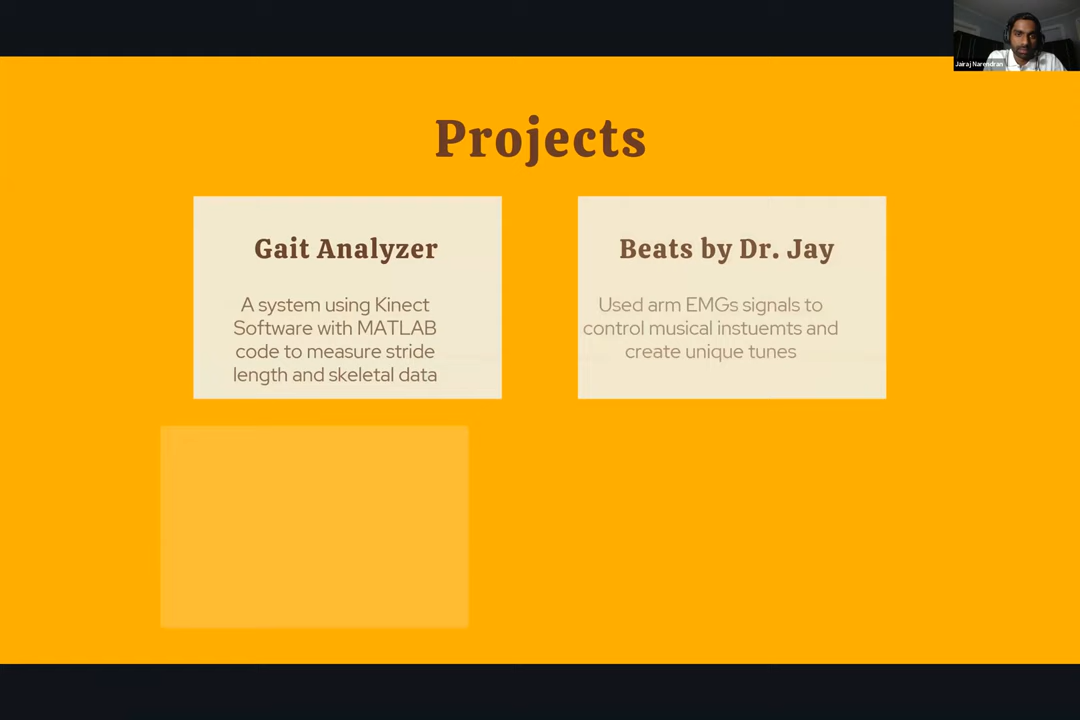 Jairaj Narendran
Projects
Gait Analyzer
A system using Kinect
Software with MATLAB
code to measure stride
length and skeletal data
Beats by Dr. Jay
Used arm EMGs signals to
control musical instuemts and
create unique tunes